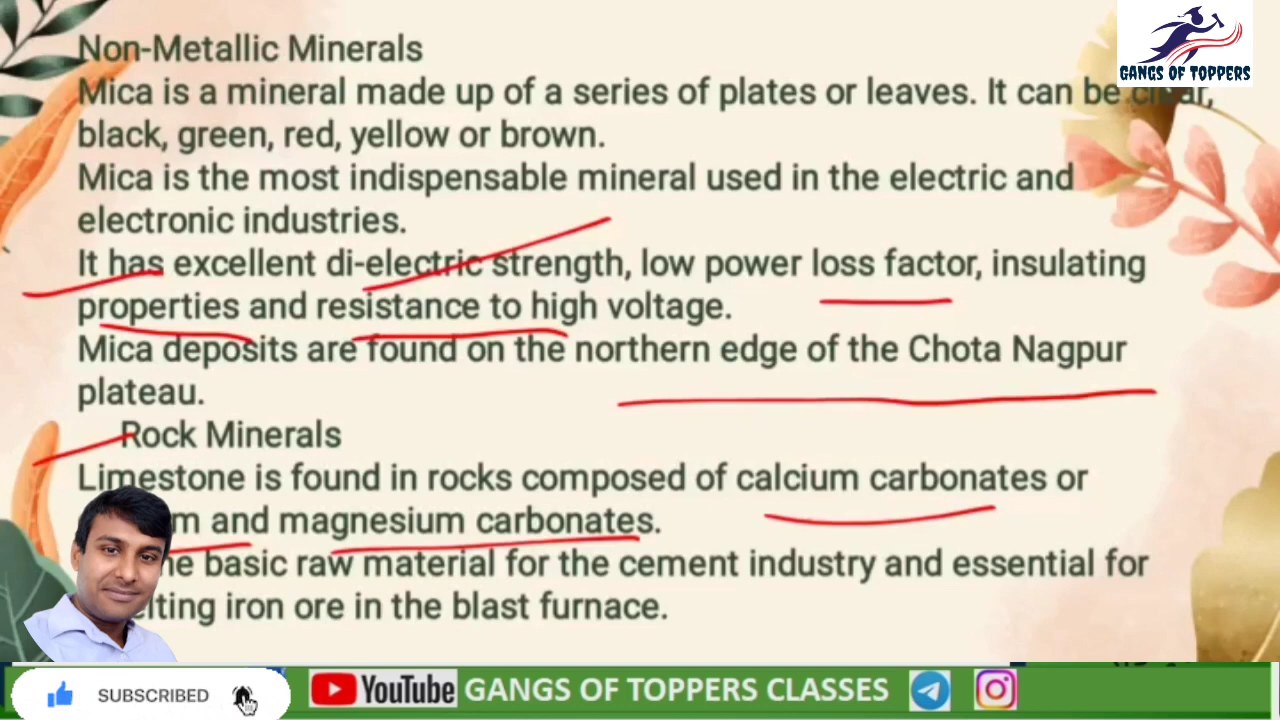 GANGS OF TOPPERS
Non-Metallic Minerals
Mica is a mineral made up of a series of plates or leaves. It can be clear,
black, green, red, yellow or brown.
Mica is the most indispensable mineral used in the electric and
electronic industries.
It has excellent di-electric strength, low power loss factor, insulating
properties and resistance to high voltage.
Mica deposits are found on the northern edge of the Chota Nagpur
plateau.
Rock Minerals
Limestone is found in rocks composed of calcium carbonates or
and magnesium carbonates.
basic raw material for the cement industry and essential for
iron ore in the blast furnace.
SUBSCRIBED
YouTube GANGS OF TOPPERS CLASSES